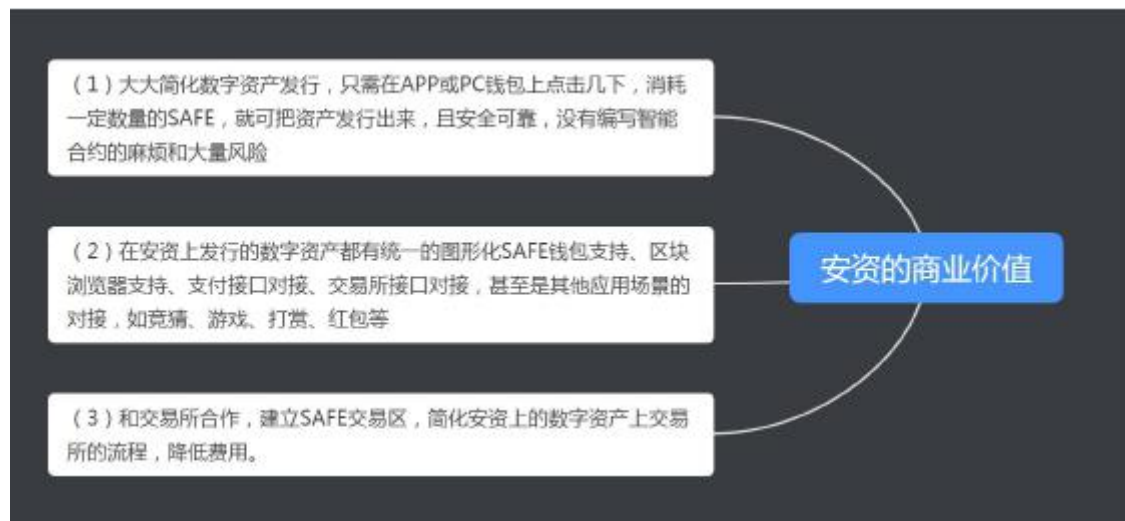 （1）大大简化数字资产发行，只需在APP或PC钱包上点击几下，消耗
一定数量的SAFE，就可把资产发行出来，且安全可靠，没有编写智能
合约的麻烦和大量风险
（2）在安资上发行的数字资产都有统一的图形化SAFE钱包支持、区块
浏览器支持、支付接口对接、交易所接口对接，甚至是其他应用场景的
对接，如竞猜、游戏、打赏、红包等
安资的商业价值
（3）和交易所合作，建立SAFE交易区，简化安资上的数字资产上交易
所的流程，降低费用。